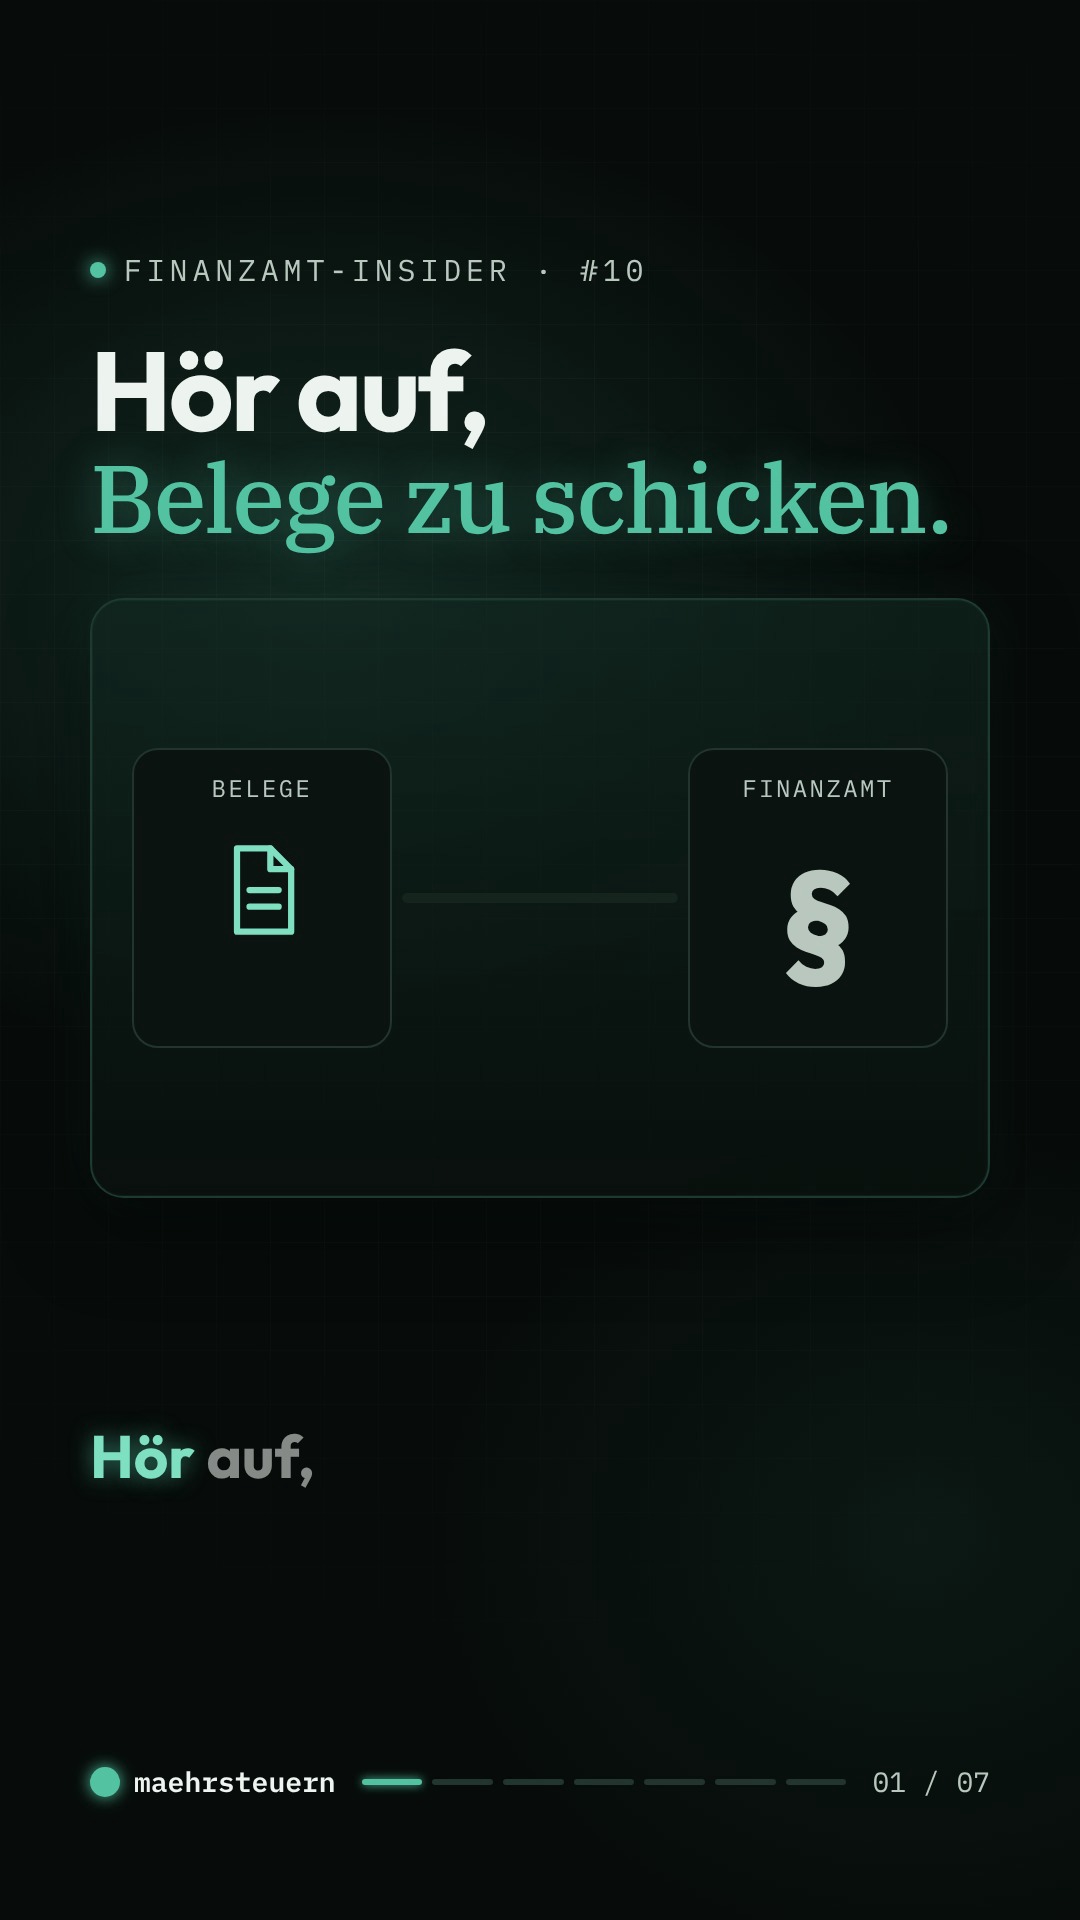 FINANZAMT-INSIDER · #10
Hör auf,
Belege zu schicken.
BELEGE
FINANZAMT
§
Hör auf,
maehrsteuern
01 / 07